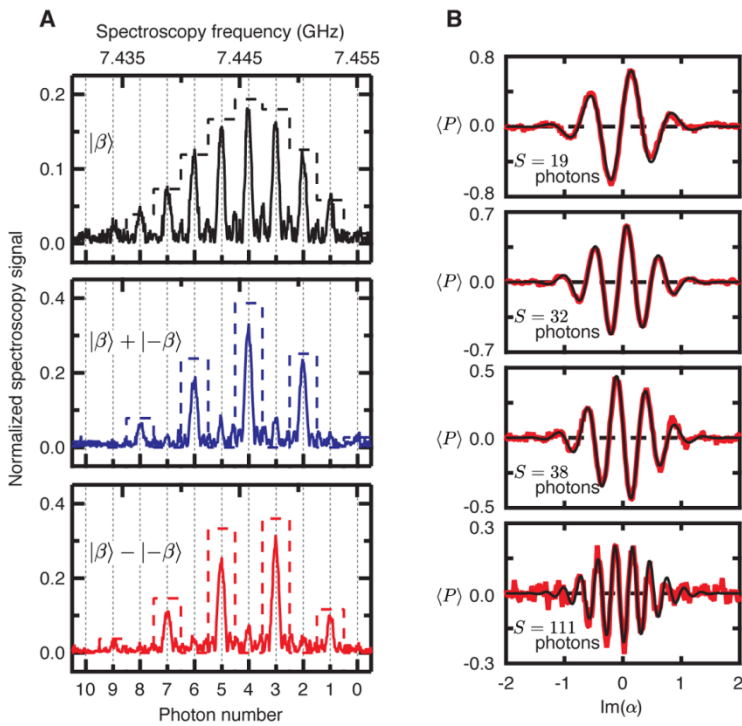 A
Spectroscopy frequency (GHz)
7.435 7.445 7.455
0.2
0.1
0.0
|β⟩
0.4
0.2
0.0
|β⟩ + |−β⟩
0.4
0.2
0.0
|β⟩ − |−β⟩
Normalized spectroscopy signal
10 9 8 7 6 5 4 3 2 1 0
Photon number
B
0.8
⟨P⟩ 0.0
-0.8
S = 19
photons
0.7
⟨P⟩ 0.0
-0.7
S = 32
photons
0.5
⟨P⟩ 0.0
-0.5
S = 38
photons
0.3
⟨P⟩ 0.0
-0.3
S = 111
photons
-2 -1 0 1 2
Im(α)